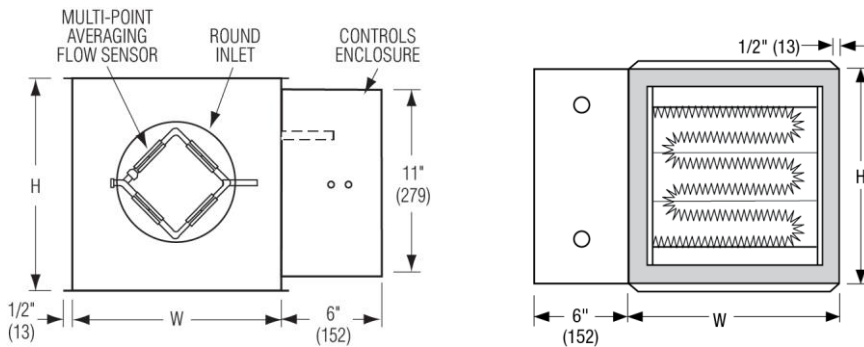 MULTI-POINT
AVERAGING
FLOW SENSOR
ROUND
INLET
CONTROLS
ENCLOSURE
H
11"
(279)
1/2"
(13)
W
6"
(152)
1/2" (13)
H
6"
(152)
W